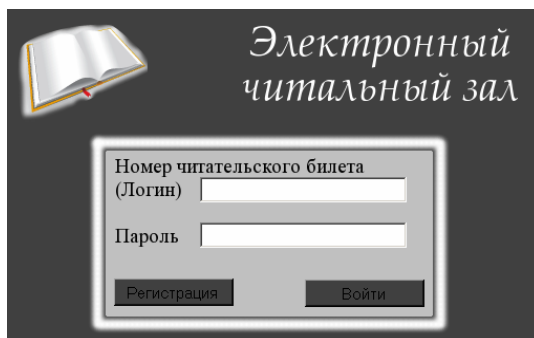 Электронный
читальный зал
Номер читательского билета
(Логин)
Пароль
Регистрация
Войти